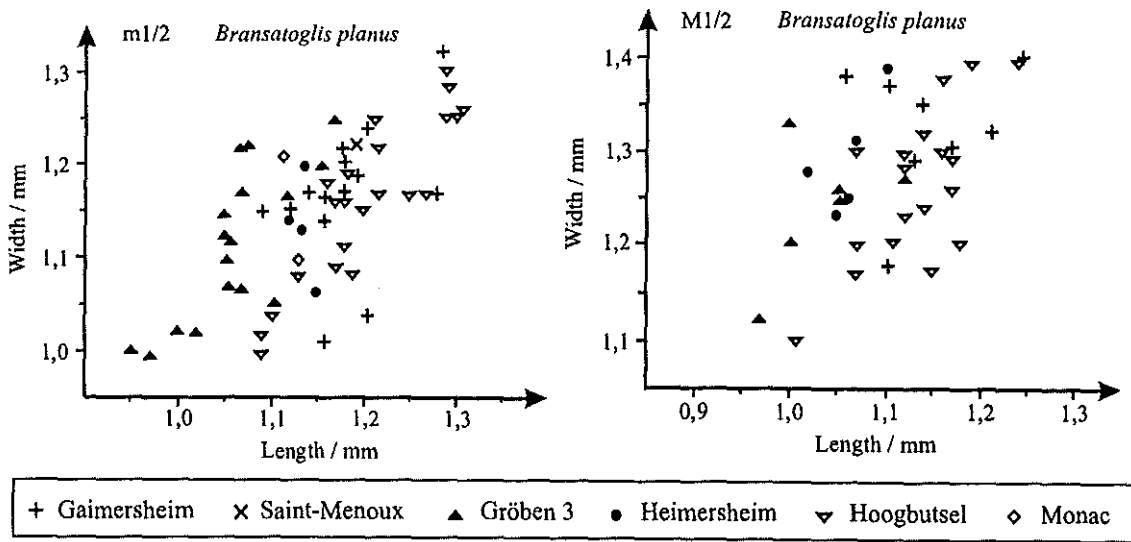 m1/2 Bransatoglis planus
1,3
1,2
1,1
1,0
Width / mm
1,0 1,1 1,2 1,3
Length / mm
M1/2 Bransatoglis planus
1,4
1,3
1,2
1,1
Width / mm
0,9 1,0 1,1 1,2 1,3
Length / mm
+ Gaimersheim × Saint-Menoux ▲ Gröben 3 ● Heimersheim ▽ Hoogbutsel ◇ Monac